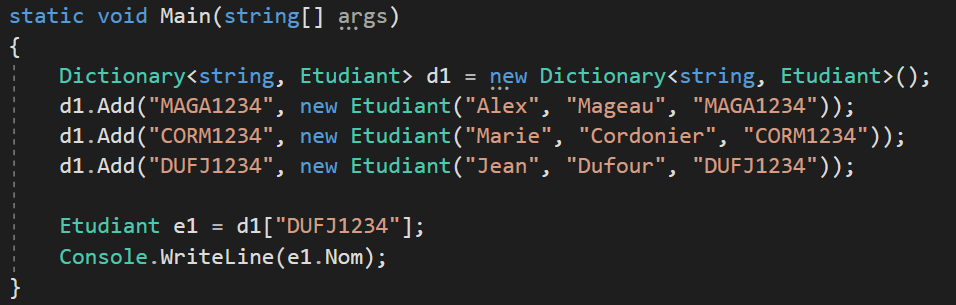 static void Main(string[] args)
{
Dictionary<string, Etudiant> d1 = new Dictionary<string, Etudiant>();
d1.Add("MAGA1234", new Etudiant("Alex", "Mageau", "MAGA1234"));
d1.Add("CORM1234", new Etudiant("Marie", "Cordonier", "CORM1234"));
d1.Add("DUFJ1234", new Etudiant("Jean", "Dufour", "DUFJ1234"));
Etudiant e1 = d1["DUFJ1234"];
Console.WriteLine(e1.Nom);
}